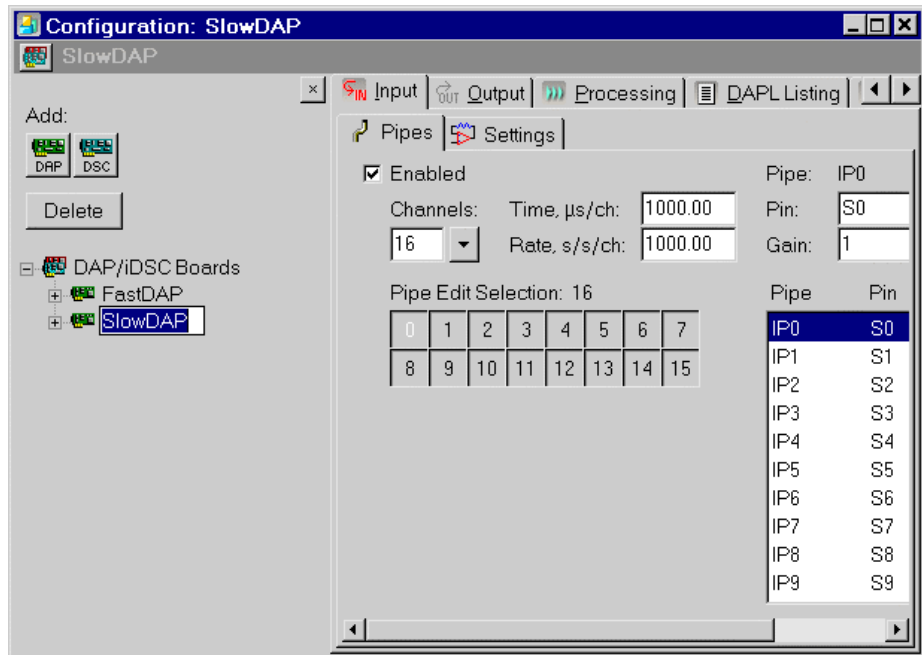 Configuration: SlowDAP
SlowDAP
Add:
DAP DSC
Delete
DAP/iDSC Boards
FastDAP
SlowDAP
IN Input OUT Output Processing DAPL Listing
Pipes Settings
Enabled
Channels: Time, µs/ch: 1000.00
16 Rate, s/s/ch: 1000.00
Pipe: IP0
Pin: S0
Gain: 1
Pipe Edit Selection: 16
0 1 2 3 4 5 6 7
8 9 10 11 12 13 14 15
Pipe Pin
IP0 S0
IP1 S1
IP2 S2
IP3 S3
IP4 S4
IP5 S5
IP6 S6
IP7 S7
IP8 S8
IP9 S9